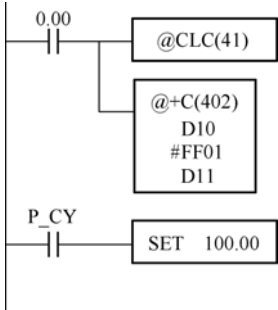 0.00
@CLC(41)
@+C(402)
D10
#FF01
D11
P_CY
SET 100.00